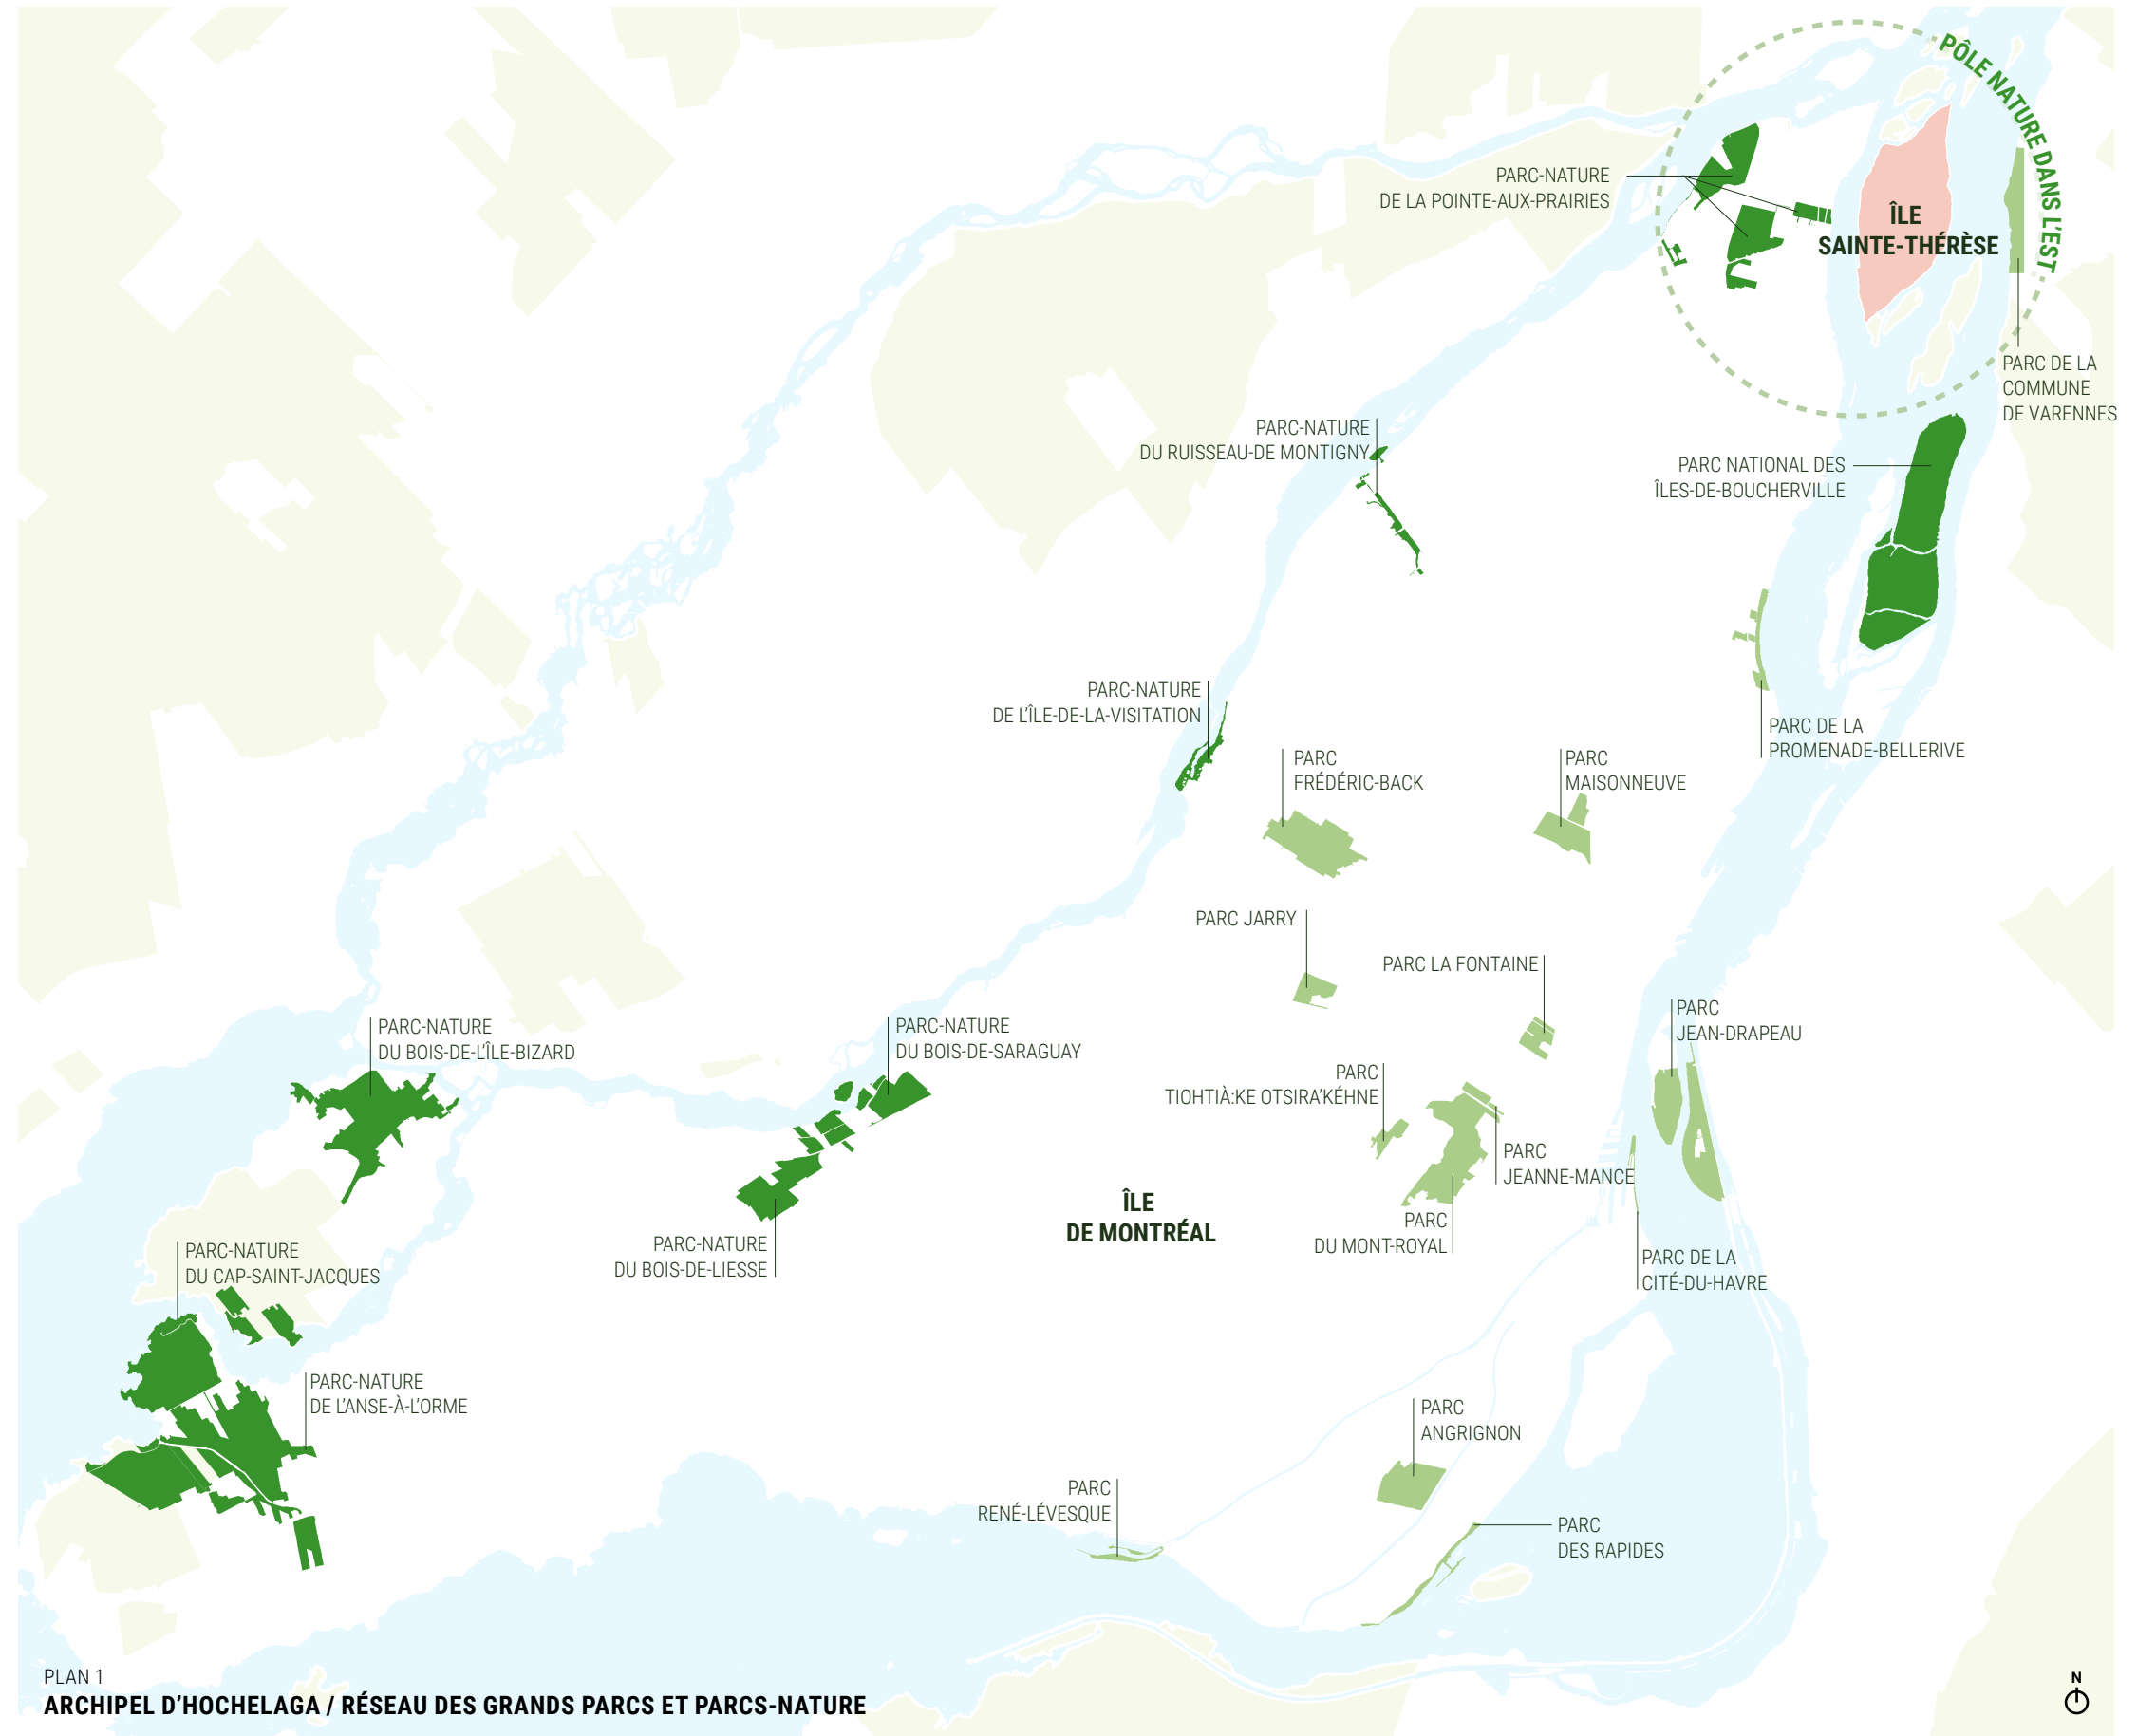 PÔLE NATURE DANS L'EST
PARC-NATURE
DE LA POINTE-AUX-PRAIRIES
ÎLE
SAINTE-THÉRÈSE
PARC DE LA
COMMUNE
DE VARENNES
PARC-NATURE
DU RUISSEAU-DE MONTIGNY
PARC NATIONAL DES
ÎLES-DE-BOUCHERVILLE
PARC-NATURE
DE L'ÎLE-DE-LA-VISITATION
PARC DE LA
PROMENADE-BELLERIVE
PARC
FRÉDÉRIC-BACK
PARC
MAISONNEUVE
PARC JARRY
PARC LA FONTAINE
PARC
JEAN-DRAPEAU
PARC-NATURE
DU BOIS-DE-L'ÎLE-BIZARD
PARC-NATURE
DU BOIS-DE-SARAGUAY
PARC
TIOHTIÀ:KE OTSIRA'KÉHNE
PARC
JEANNE-MANCE
ÎLE
DE MONTRÉAL
PARC
DU MONT-ROYAL
PARC-NATURE
DU BOIS-DE-LIESSE
PARC-NATURE
DU CAP-SAINT-JACQUES
PARC DE LA
CITÉ-DU-HAVRE
PARC-NATURE
DE L'ANSE-À-L'ORME
PARC
ANGRIGNON
PARC
RENÉ-LÉVESQUE
PARC
DES RAPIDES
PLAN 1
ARCHIPEL D'HOCHELAGA / RÉSEAU DES GRANDS PARCS ET PARCS-NATURE
N